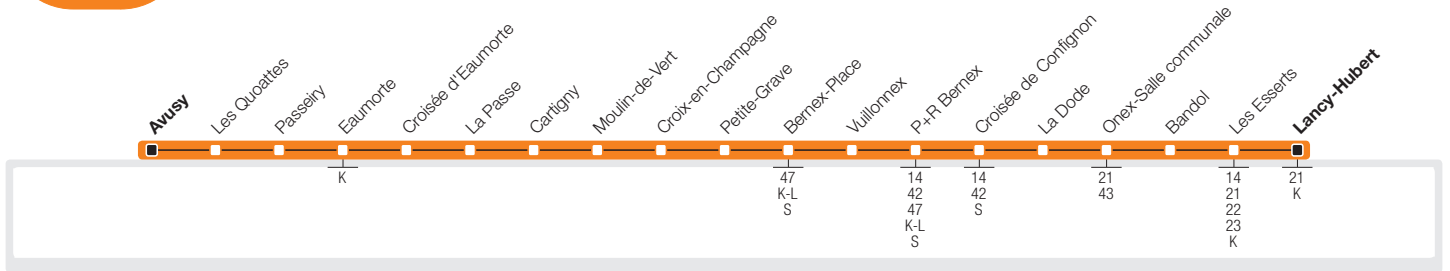 Avusy
Les Quoattes
Passeiry
Eaumorte
Croisée d'Eaumorte
La Passe
Cartigny
Moulin-de-Vert
Croix-en-Champagne
Petite-Grave
Bernex-Place
Vuillonnex
P+R Bernex
Croisée de Confignon
La Dode
Onex-Salle communale
Bandol
Les Esserts
Lancy-Hubert
K
47
K-L
S
14
42
47
K-L
S
14
42
S
21
43
14
21
22
23
K
21
K